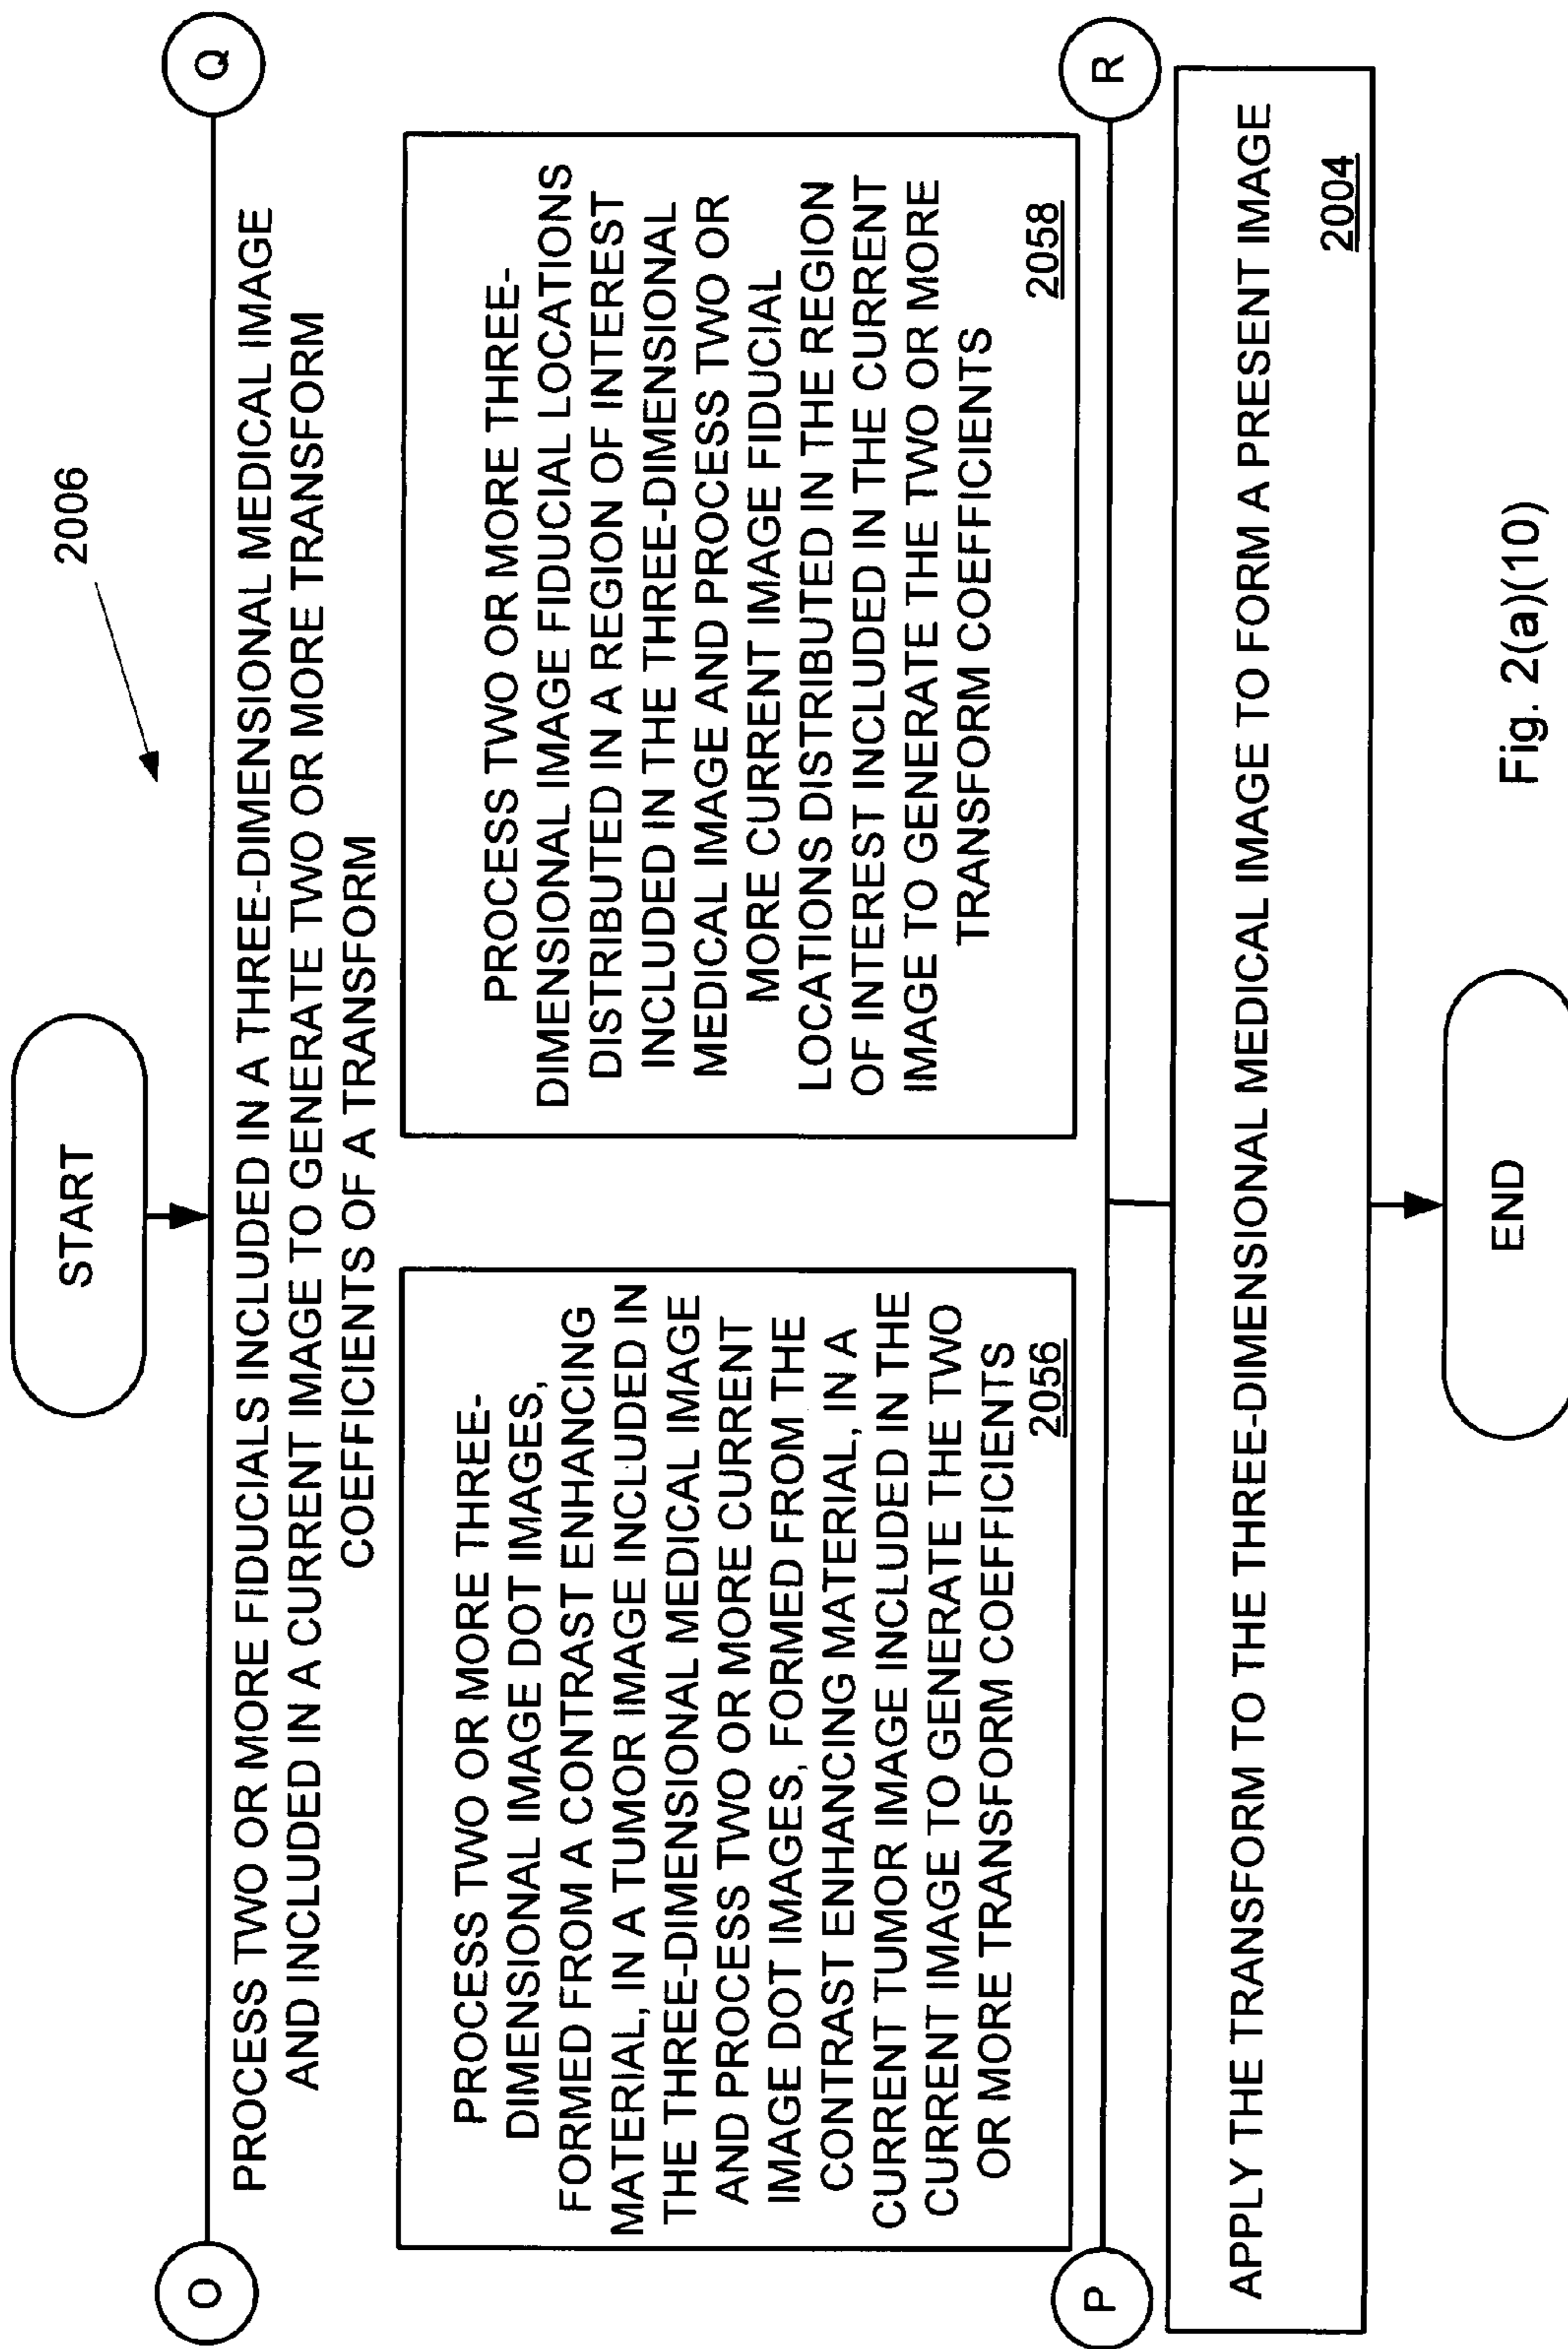 2006
START
O
Q
PROCESS TWO OR MORE FIDUCIALS INCLUDED IN A THREE-DIMENSIONAL MEDICAL IMAGE
AND INCLUDED IN A CURRENT IMAGE TO GENERATE TWO OR MORE TRANSFORM
COEFFICIENTS OF A TRANSFORM
PROCESS TWO OR MORE THREE-
DIMENSIONAL IMAGE DOT IMAGES,
FORMED FROM A CONTRAST ENHANCING
MATERIAL, IN A TUMOR IMAGE INCLUDED IN
THE THREE-DIMENSIONAL MEDICAL IMAGE
AND PROCESS TWO OR MORE CURRENT
IMAGE DOT IMAGES, FORMED FROM THE
CONTRAST ENHANCING MATERIAL, IN A
CURRENT TUMOR IMAGE INCLUDED IN THE
CURRENT IMAGE TO GENERATE THE TWO
OR MORE TRANSFORM COEFFICIENTS
2056
PROCESS TWO OR MORE THREE-
DIMENSIONAL IMAGE FIDUCIAL LOCATIONS
DISTRIBUTED IN A REGION OF INTEREST
INCLUDED IN THE THREE-DIMENSIONAL
MEDICAL IMAGE AND PROCESS TWO OR
MORE CURRENT IMAGE FIDUCIAL
LOCATIONS DISTRIBUTED IN THE REGION
OF INTEREST INCLUDED IN THE CURRENT
IMAGE TO GENERATE THE TWO OR MORE
TRANSFORM COEFFICIENTS
2058
P
R
APPLY THE TRANSFORM TO THE THREE-DIMENSIONAL MEDICAL IMAGE TO FORM A PRESENT IMAGE
2004
END
Fig. 2(a)(10)